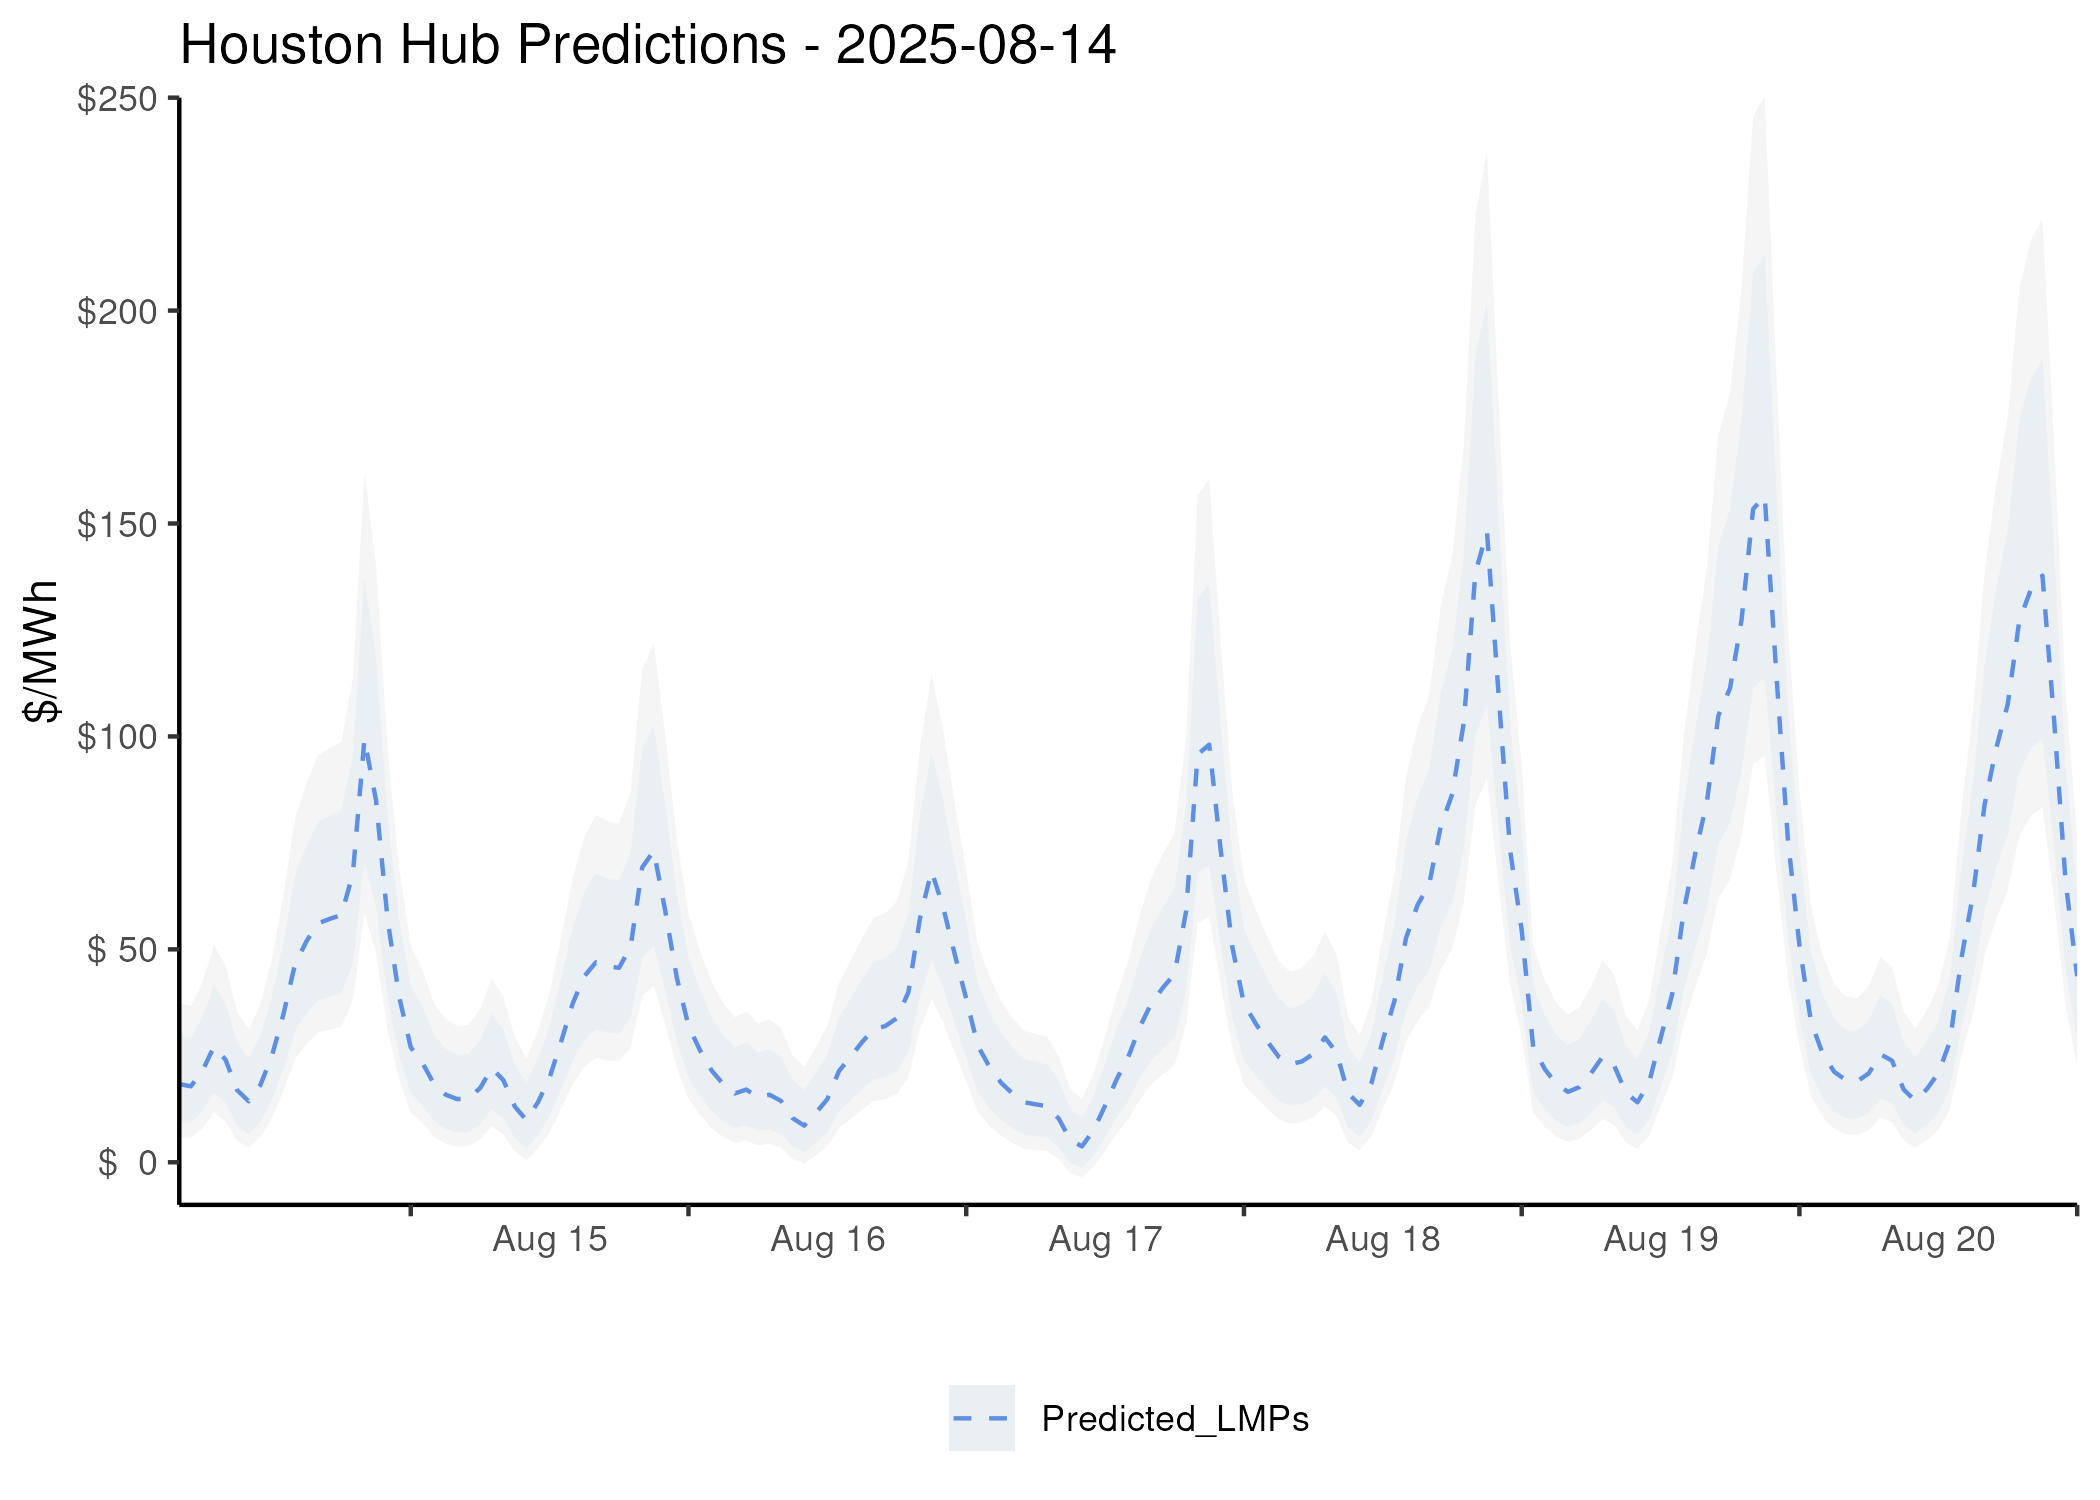 Houston Hub Predictions - 2025-08-14
$250
$200
$150
$100
$ 50
$  0
$/MWh
Aug 15
Aug 16
Aug 17
Aug 18
Aug 19
Aug 20
Predicted_LMPs